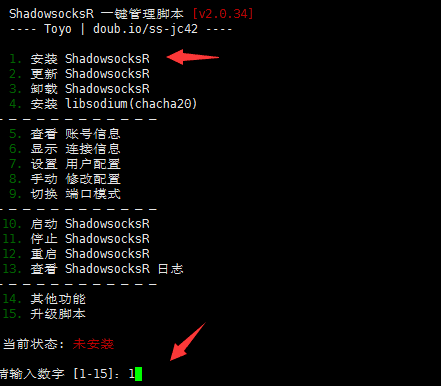 ShadowsocksR 一键管理脚本 [v2.0.34]
---- Toyo | doub.io/ss-jc42 ----
1. 安装 ShadowsocksR
2. 更新 ShadowsocksR
3. 卸载 ShadowsocksR
4. 安装 libsodium(chacha20)
————————————
5. 查看 账号信息
6. 显示 连接信息
7. 设置 用户配置
8. 手动 修改配置
9. 切换 端口模式
————————————
10. 启动 ShadowsocksR
11. 停止 ShadowsocksR
12. 重启 ShadowsocksR
13. 查看 ShadowsocksR 日志
————————————
14. 其他功能
15. 升级脚本
当前状态: 未安装
请输入数字 [1-15]: 1